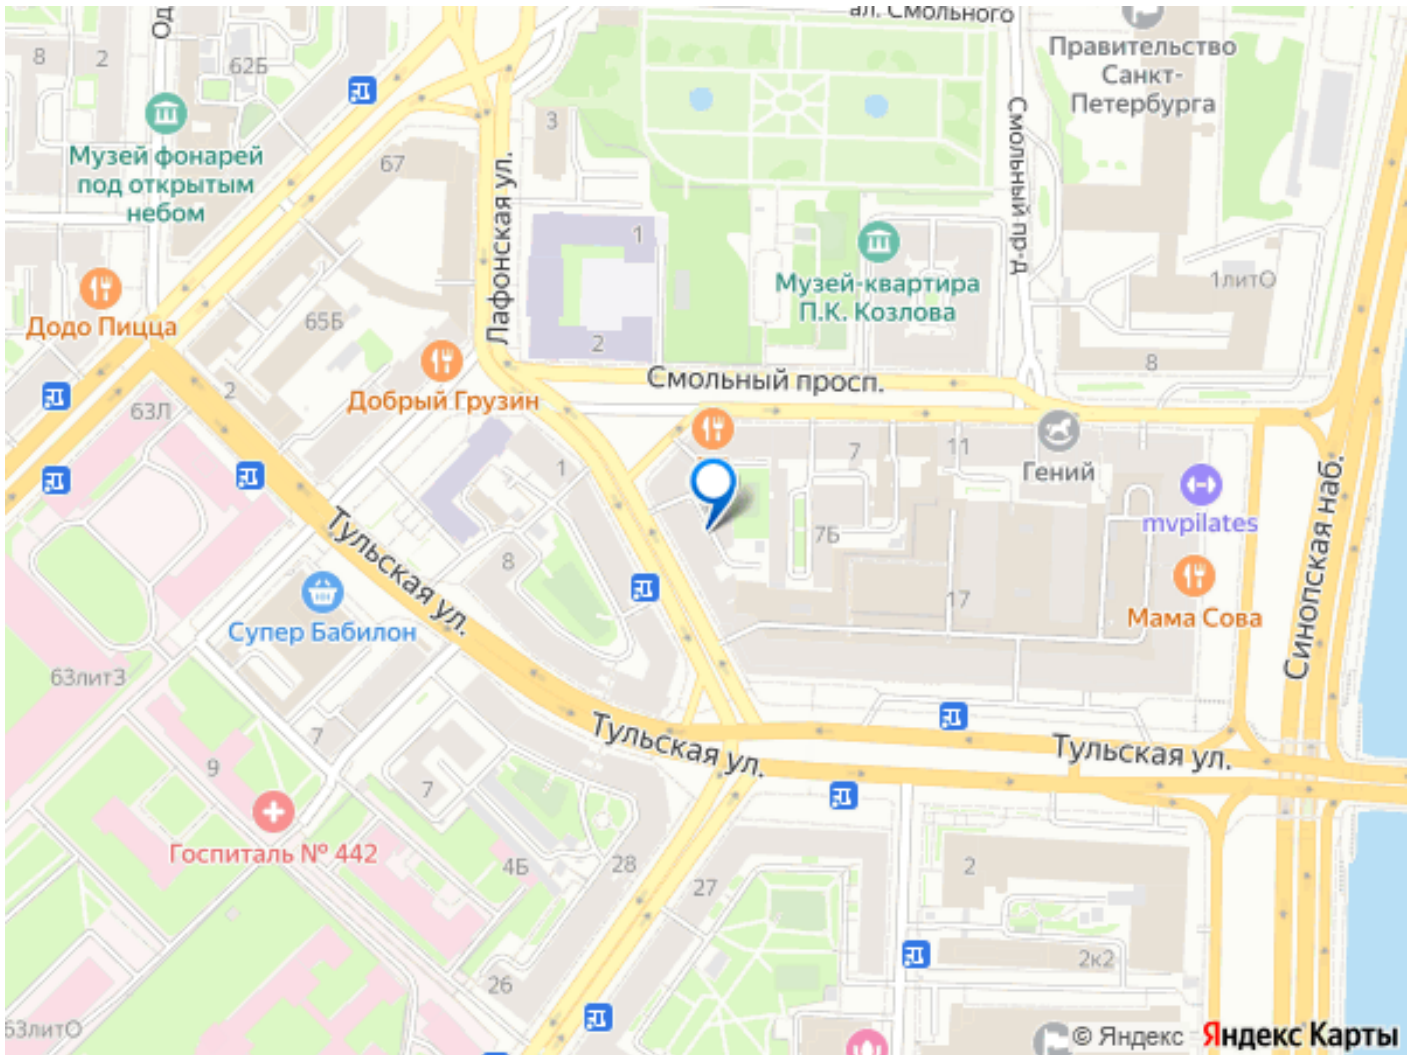 ал. Смольного
Од
8
2
62Б
Правительство
Санкт-
Петербурга
Музей фонарей
под открытым
небом
67
3
Лафонская ул.
Смольный пр-д
1
Музей-квартира
П.К. Козлова
1литО
Додо Пицца
65Б
2
8
Добрый Грузин
Смольный просп.
2
63Л
1
7
11
Гений
mvpilates
Синопская наб.
Тульская ул.
8
7Б
17
Мама Сова
Супер Бабилон
63литЗ
7
9
7
Тульская ул.
Тульская ул.
Госпиталь № 442
4Б
28
27
2
26
2к2
63литО
© Яндекс
Яндекс Карты